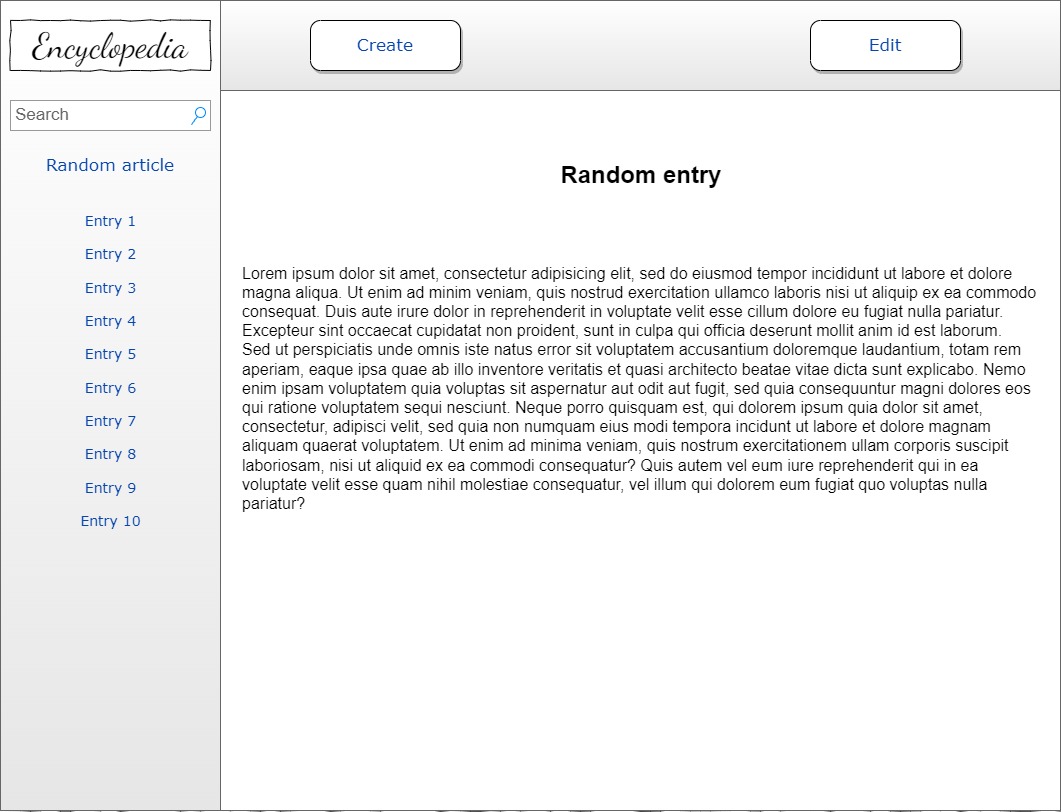 Encyclopedia
Create
Edit
Search
Random article
Entry 1
Entry 2
Entry 3
Entry 4
Entry 5
Entry 6
Entry 7
Entry 8
Entry 9
Entry 10
Random entry
Lorem ipsum dolor sit amet, consectetur adipisicing elit, sed do eiusmod tempor incididunt ut labore et dolore
magna aliqua. Ut enim ad minim veniam, quis nostrud exercitation ullamco laboris nisi ut aliquip ex ea commodo
consequat. Duis aute irure dolor in reprehenderit in voluptate velit esse cillum dolore eu fugiat nulla pariatur.
Excepteur sint occaecat cupidatat non proident, sunt in culpa qui officia deserunt mollit anim id est laborum.
Sed ut perspiciatis unde omnis iste natus error sit voluptatem accusantium doloremque laudantium, totam rem
aperiam, eaque ipsa quae ab illo inventore veritatis et quasi architecto beatae vitae dicta sunt explicabo. Nemo
enim ipsam voluptatem quia voluptas sit aspernatur aut odit aut fugit, sed quia consequuntur magni dolores eos
qui ratione voluptatem sequi nesciunt. Neque porro quisquam est, qui dolorem ipsum quia dolor sit amet,
consectetur, adipisci velit, sed quia non numquam eius modi tempora incidunt ut labore et dolore magnam
aliquam quaerat voluptatem. Ut enim ad minima veniam, quis nostrum exercitationem ullam corporis suscipit
laboriosam, nisi ut aliquid ex ea commodi consequatur? Quis autem vel eum iure reprehenderit qui in ea
voluptate velit esse quam nihil molestiae consequatur, vel illum qui dolorem eum fugiat quo voluptas nulla
pariatur?